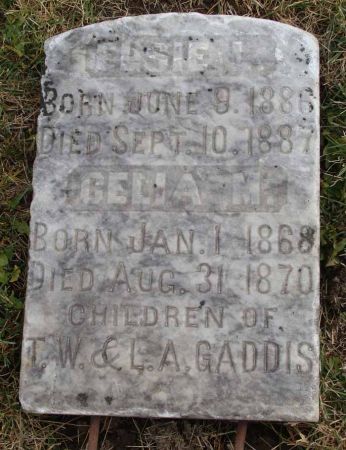 ELSIE L.
BORN JUNE 9. 1886
DIED SEPT. 10. 1887
CELIA M.
BORN JAN. 1 1868
DIED AUG. 31 1870
CHILDREN OF
T. W. & L. A. GADDIS